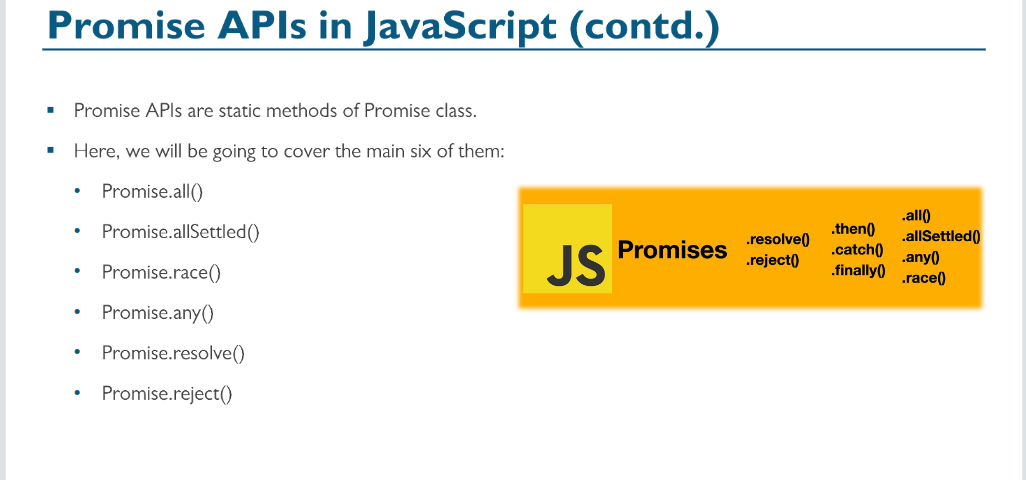 Promise APIs in JavaScript (contd.)
▪ Promise APIs are static methods of Promise class.
▪ Here, we will be going to cover the main six of them:
• Promise.all()
• Promise.allSettled()
• Promise.race()
• Promise.any()
• Promise.resolve()
• Promise.reject()
JS
Promises
.resolve()
.reject()
.then()
.catch()
.finally()
.all()
.allSettled()
.any()
.race()